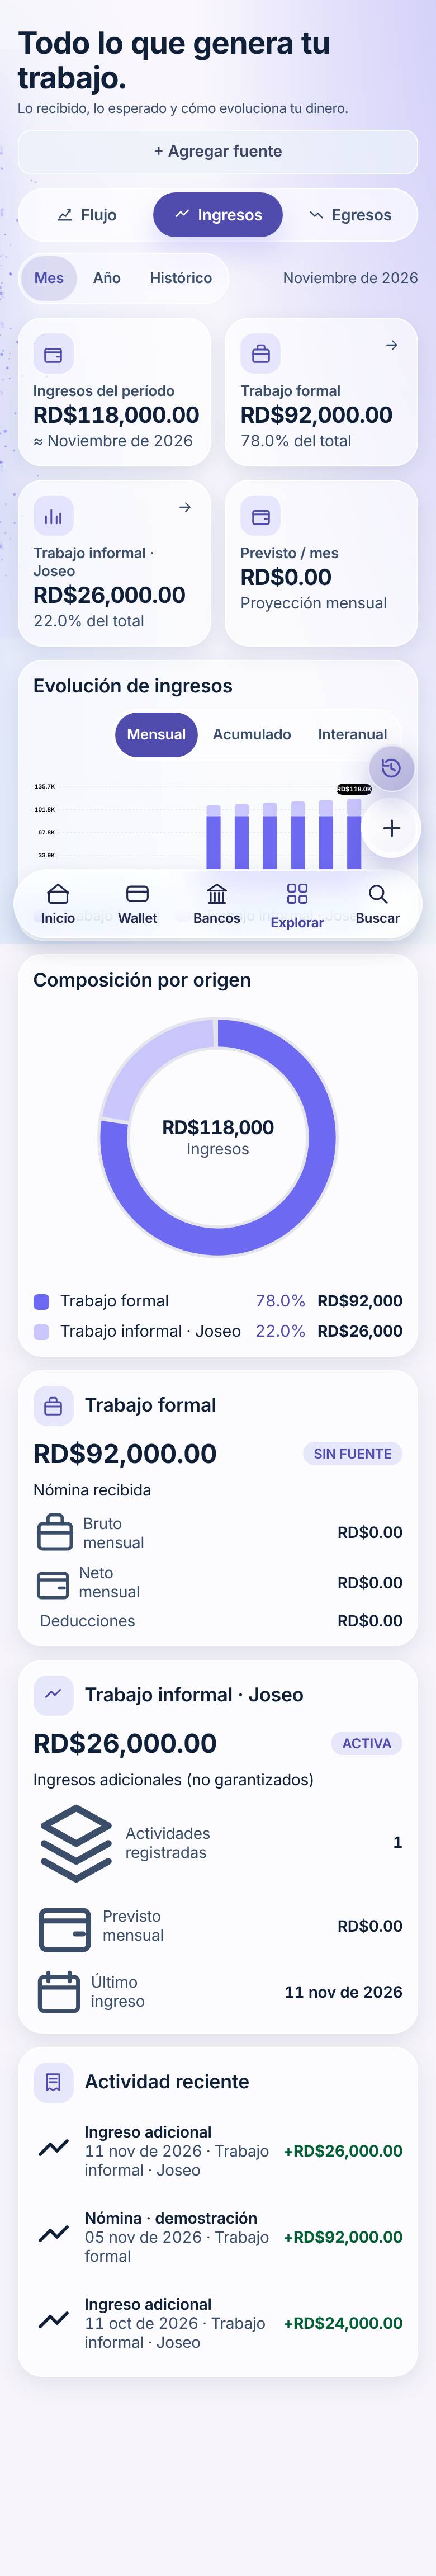 Todo lo que genera tu
trabajo.
Lo recibido, lo esperado y cómo evoluciona tu dinero.
+ Agregar fuente
Flujo
Ingresos
Egresos
Mes
Año
Histórico
Noviembre de 2026
Ingresos del período
RD$118,000.00
≈ Noviembre de 2026
Trabajo formal
RD$92,000.00
78.0% del total
Trabajo informal ·
Joseo
RD$26,000.00
22.0% del total
Previsto / mes
RD$0.00
Proyección mensual
Evolución de ingresos
Mensual
Acumulado
Interanual
135.7K
101.8K
67.8K
33.9K
RD$118.0K
Inicio
Wallet
Bancos
Explorar
Buscar
Composición por origen
RD$118,000
Ingresos
Trabajo formal 78.0% RD$92,000
Trabajo informal · Joseo 22.0% RD$26,000
Trabajo formal
RD$92,000.00
SIN FUENTE
Nómina recibida
Bruto
mensual
RD$0.00
Neto
mensual
RD$0.00
Deducciones
RD$0.00
Trabajo informal · Joseo
RD$26,000.00
ACTIVA
Ingresos adicionales (no garantizados)
Actividades
registradas
1
Previsto
mensual
RD$0.00
Último
ingreso
11 nov de 2026
Actividad reciente
Ingreso adicional
11 nov de 2026 · Trabajo
informal · Joseo
+RD$26,000.00
Nómina · demostración
05 nov de 2026 · Trabajo
formal
+RD$92,000.00
Ingreso adicional
11 oct de 2026 · Trabajo
informal · Joseo
+RD$24,000.00